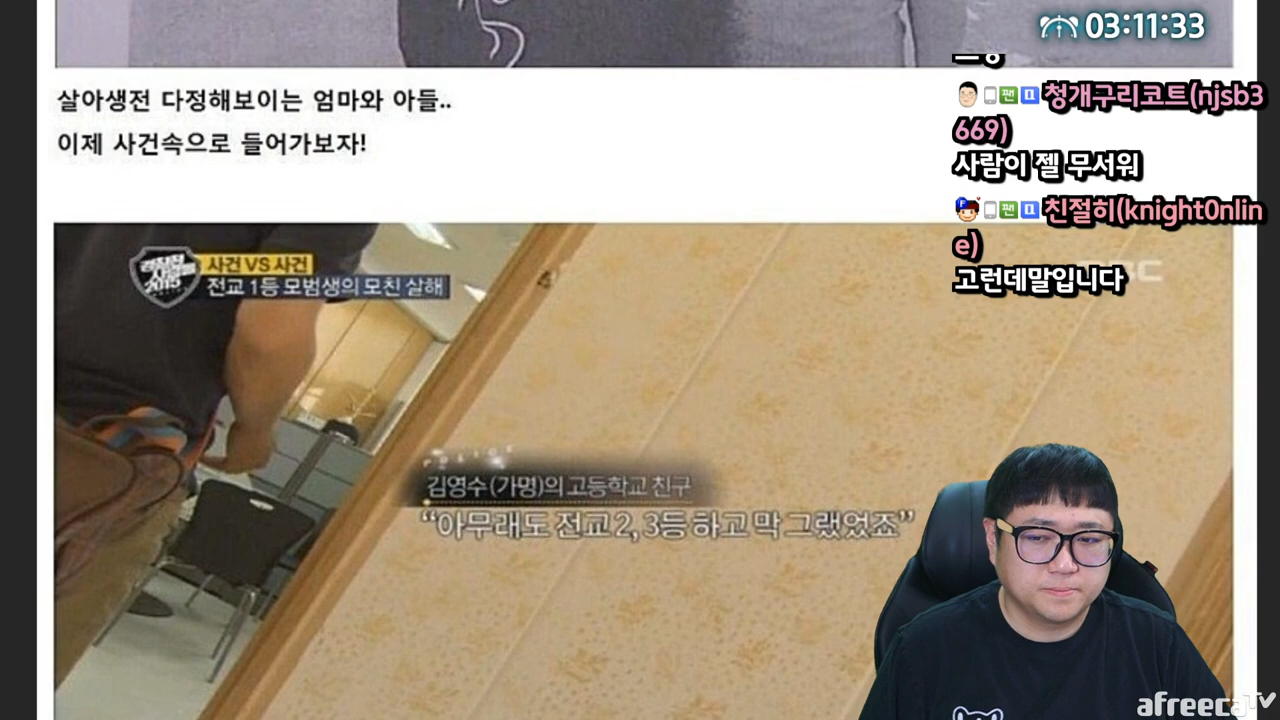 03:11:33
살아생전 다정해보이는 엄마와 아들..
이제 사건속으로 들어가보자!
청개구리코트(njsb3
669)
사람이 젤 무서워
친절히(knight0nlin
e)
고런데말입니다
사건 VS 사건
전교 1등 모범생의 모친 살해
2015
김영수(가명)의 고등학교 친구
“아무래도 전교 2, 3등 하고 막 그랬었죠”
afreecaTV